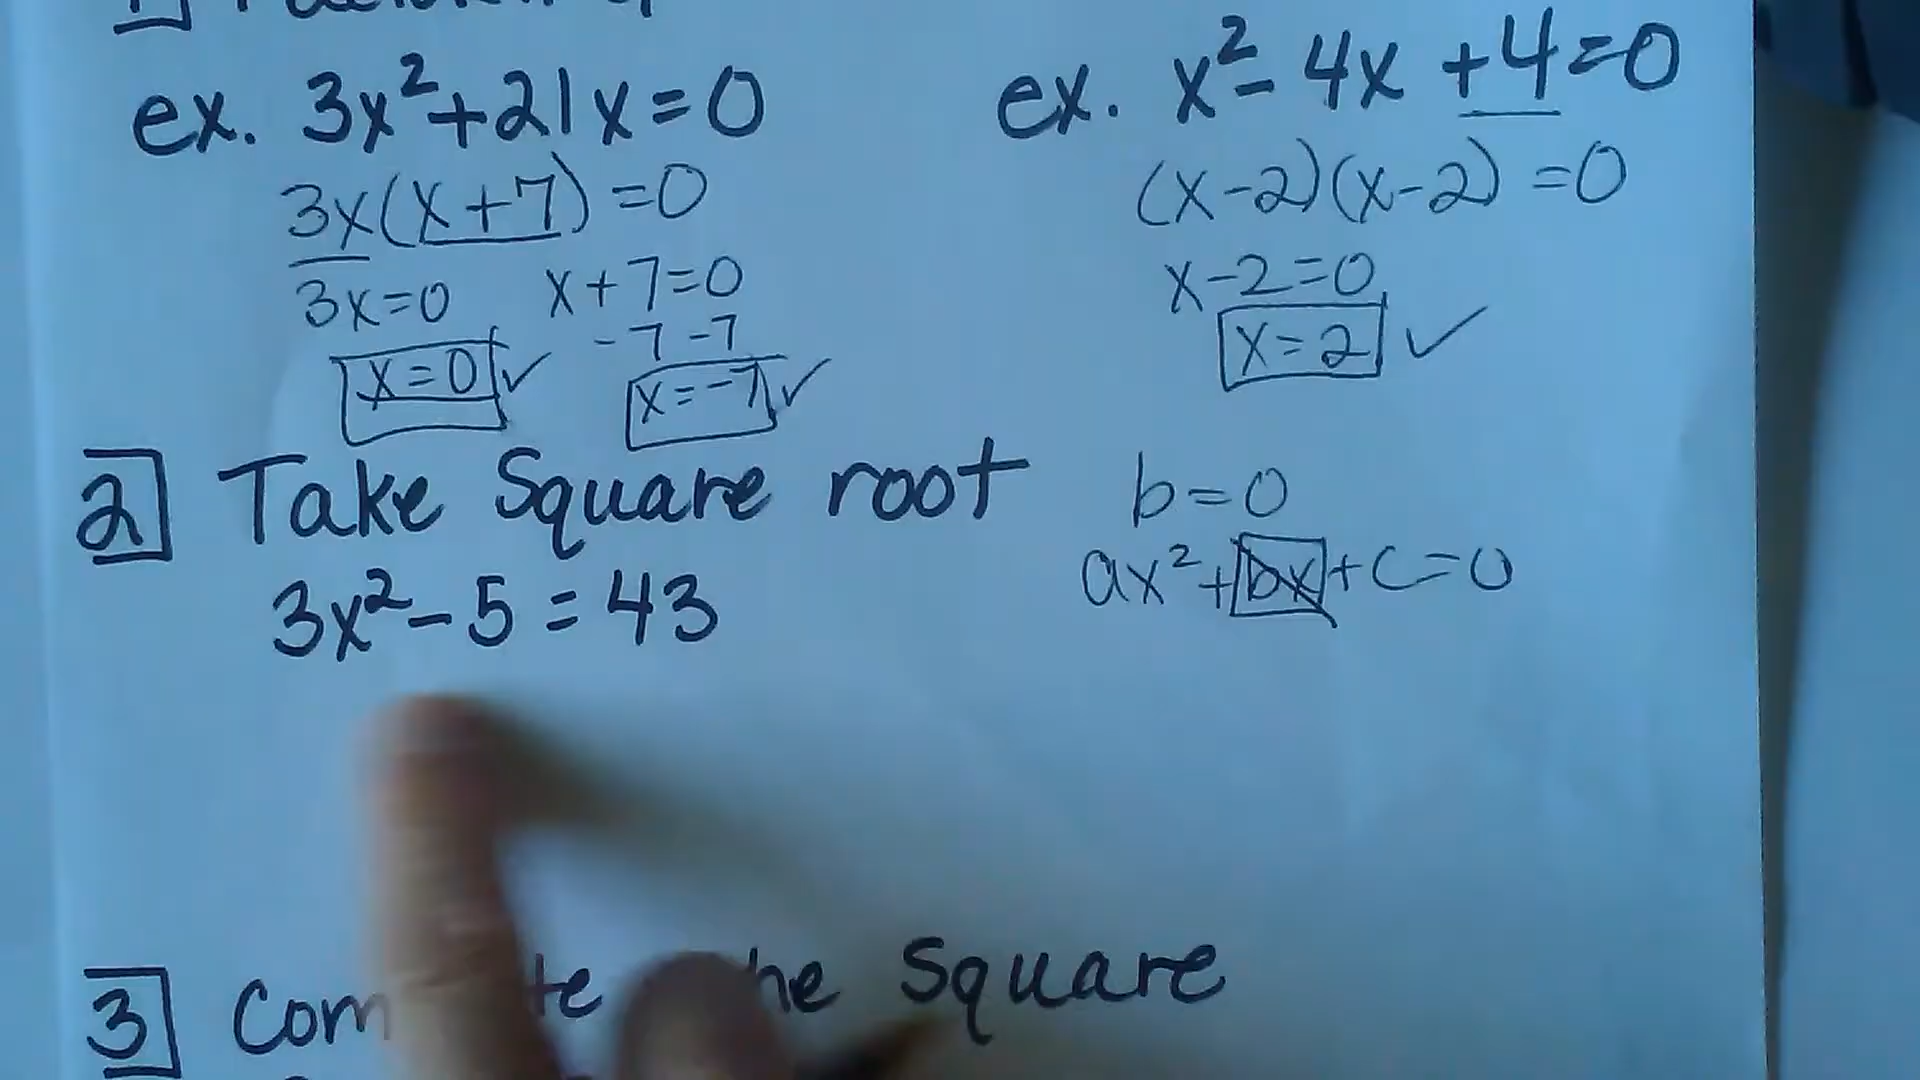 1
ex. 3x²+21x=0
3x(x+7)=0
3x=0 x+7=0
-7 -7
x=0 ✓ x=-7 ✓
ex. x²-4x+4=0
(x-2)(x-2)=0
x-2=0
x=2 ✓
2 Take Square root b=0
3x²-5=43 ax²+bx+c=0
3 Square